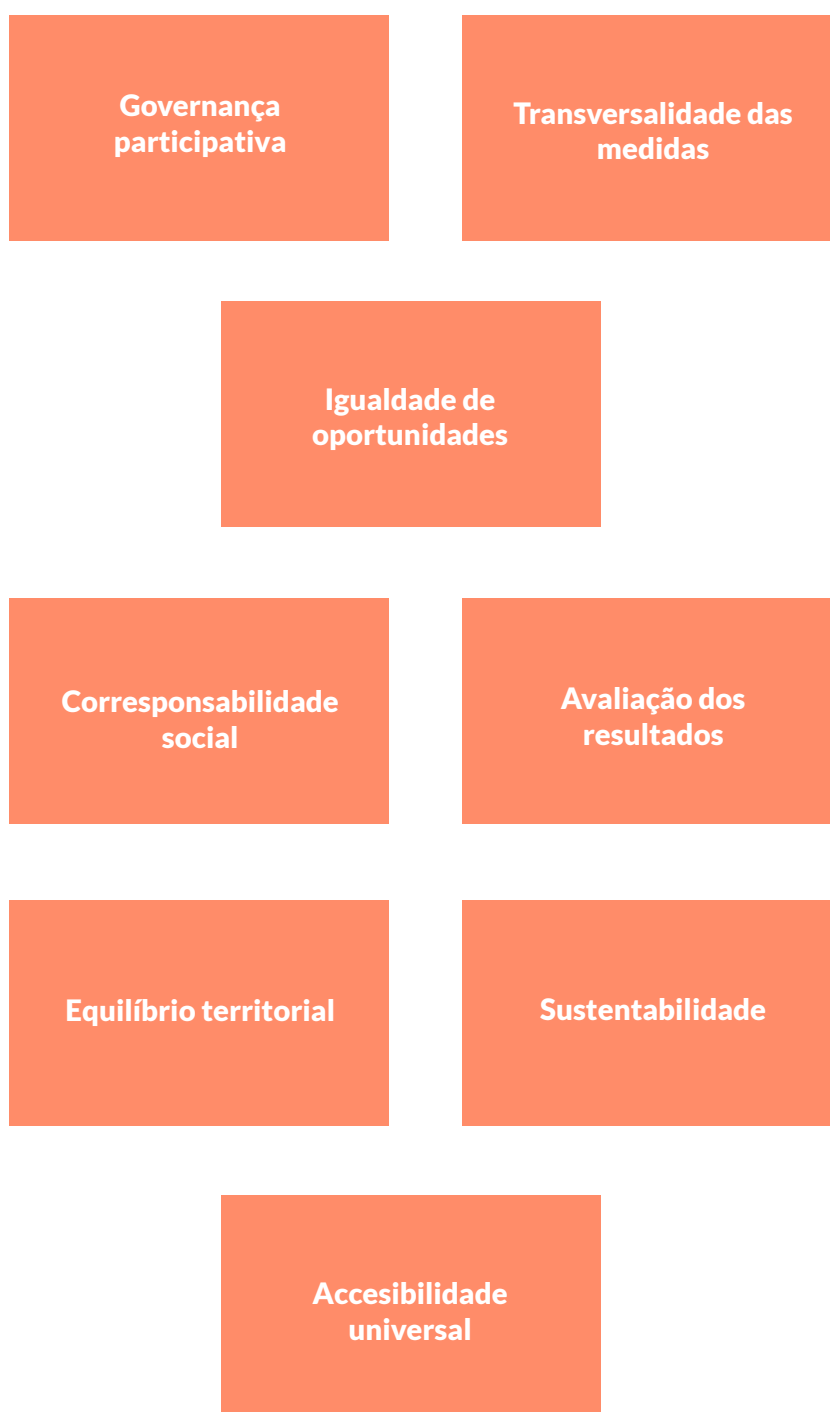 Governança
participativa
Transversalidade das
medidas
Igualdade de
oportunidades
Corresponsabilidade
social
Avaliação dos
resultados
Equilíbrio territorial
Sustentabilidade
Accesibilidade
universal